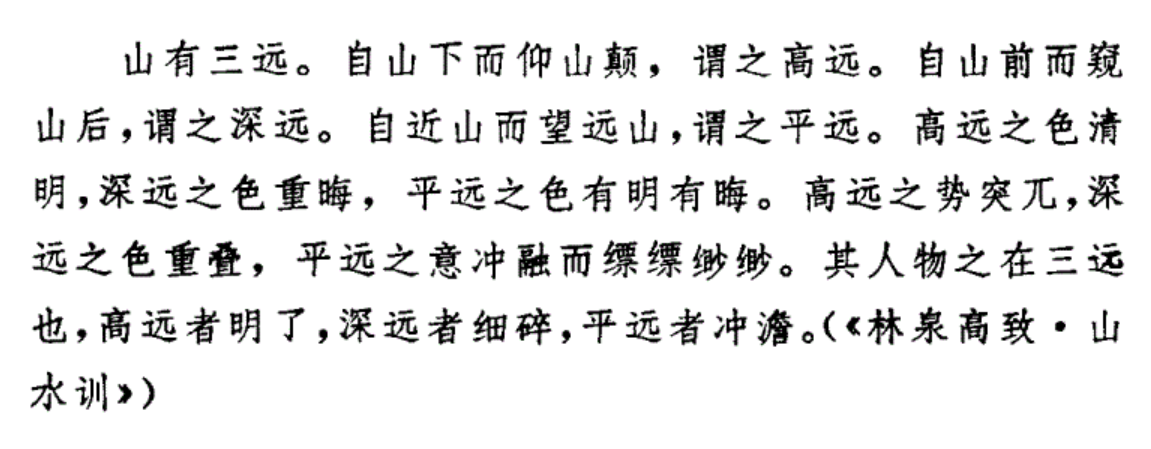 山有三远。自山下而仰山颠，谓之高远。自山前而窥
山后，谓之深远。自近山而望远山，谓之平远。高远之色清
明，深远之色重晦，平远之色有明有晦。高远之势突兀，深
远之色重叠，平远之意冲融而缥缥缈缈。其人物之在三远
也，高远者明了，深远者细碎，平远者冲澹。（《林泉高致·山
水训》）